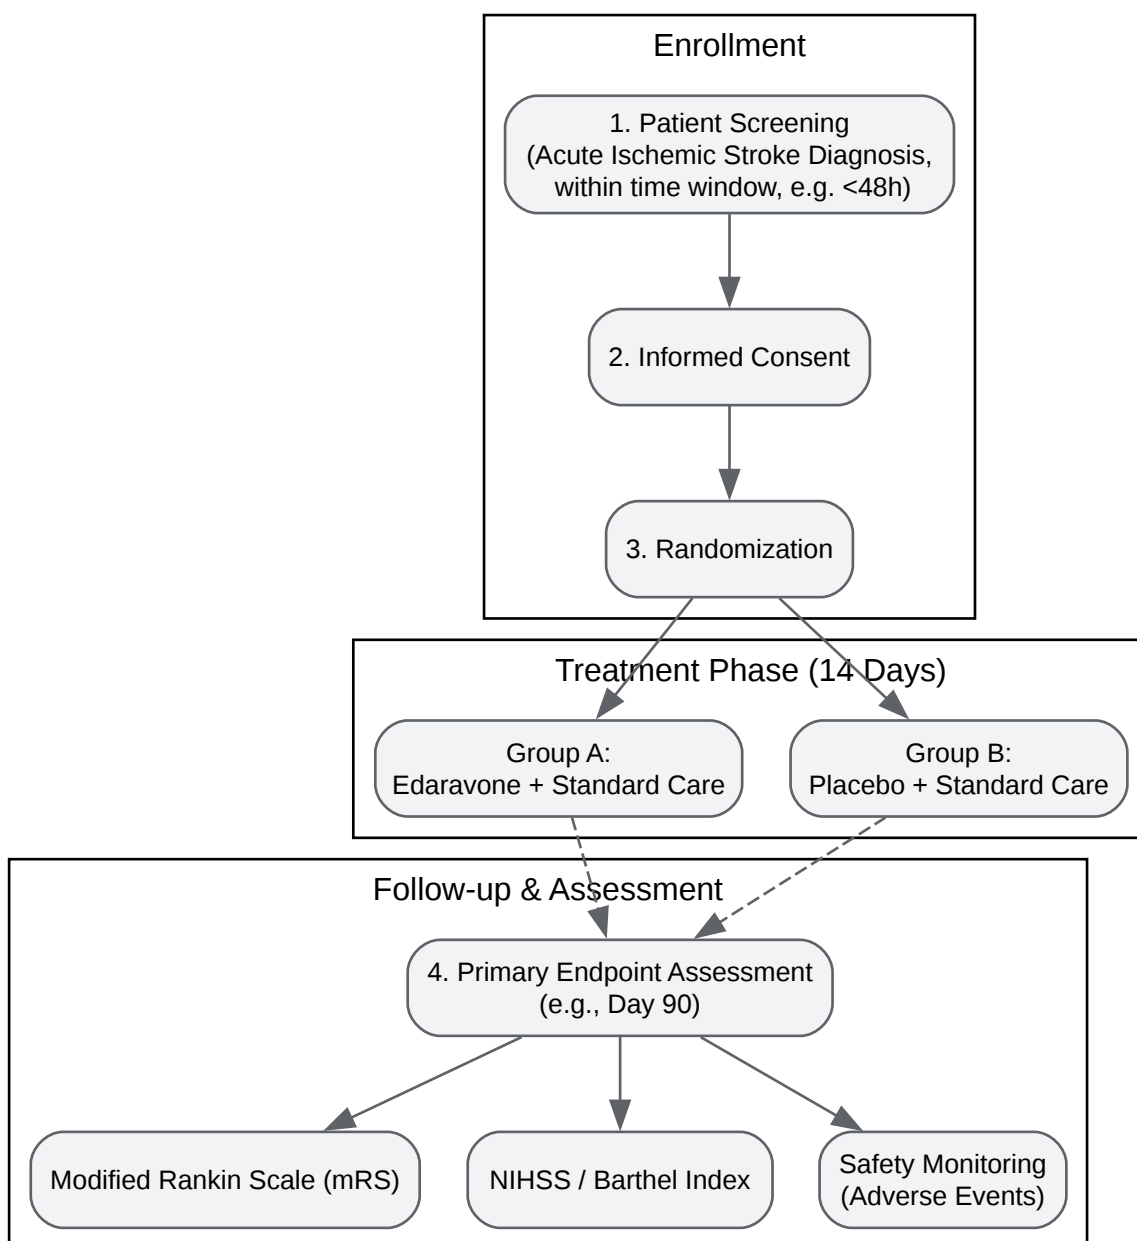 Enrollment
1. Patient Screening
(Acute Ischemic Stroke Diagnosis,
within time window, e.g. <48h)
2. Informed Consent
3. Randomization
Treatment Phase (14 Days)
Group A:
Edaravone + Standard Care
Group B:
Placebo + Standard Care
Follow-up & Assessment
4. Primary Endpoint Assessment
(e.g., Day 90)
Modified Rankin Scale (mRS)
NIHSS / Barthel Index
Safety Monitoring
(Adverse Events)